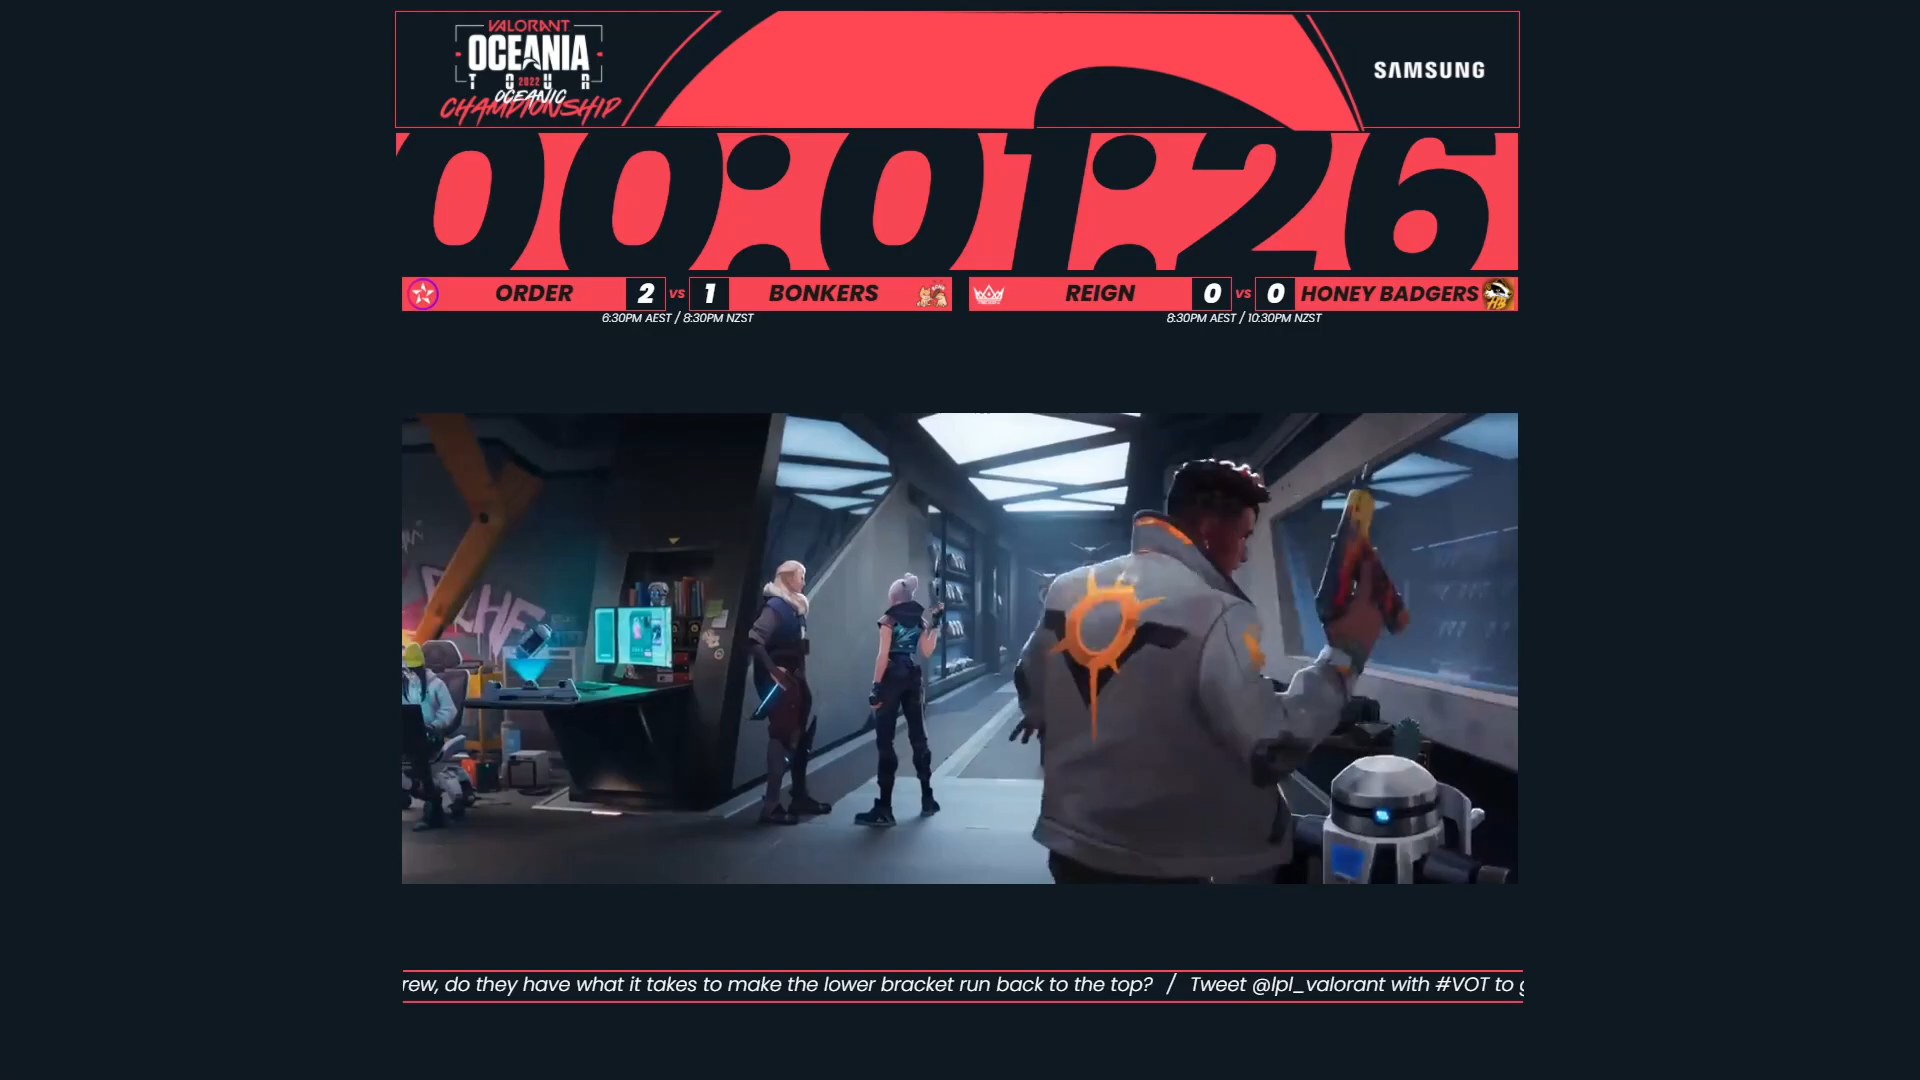 VALORANT
OCEANIA
TOUR
2022
OCEANIC
CHAMPIONSHIP
SAMSUNG
00:01:26
ORDER 2 VS 1 BONKERS
6:30PM AEST / 8:30PM NZST
REIGN 0 VS 0 HONEY BADGERS
HB
8:30PM AEST / 10:30PM NZST
rew, do they have what it takes to make the lower bracket run back to the top? / Tweet @lpl_valorant with #VOT to g